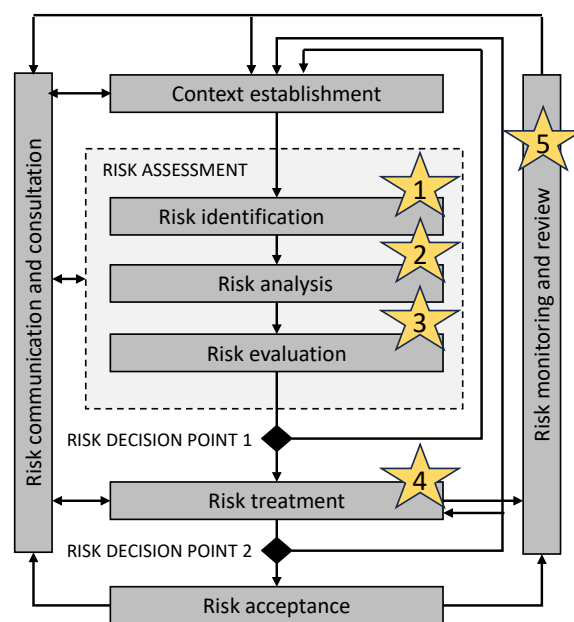 Context establishment
RISK ASSESSMENT
1
Risk identification
2
Risk analysis
3
Risk evaluation
RISK DECISION POINT 1
4
Risk treatment
RISK DECISION POINT 2
Risk acceptance
Risk communication and consultation
5
Risk monitoring and review